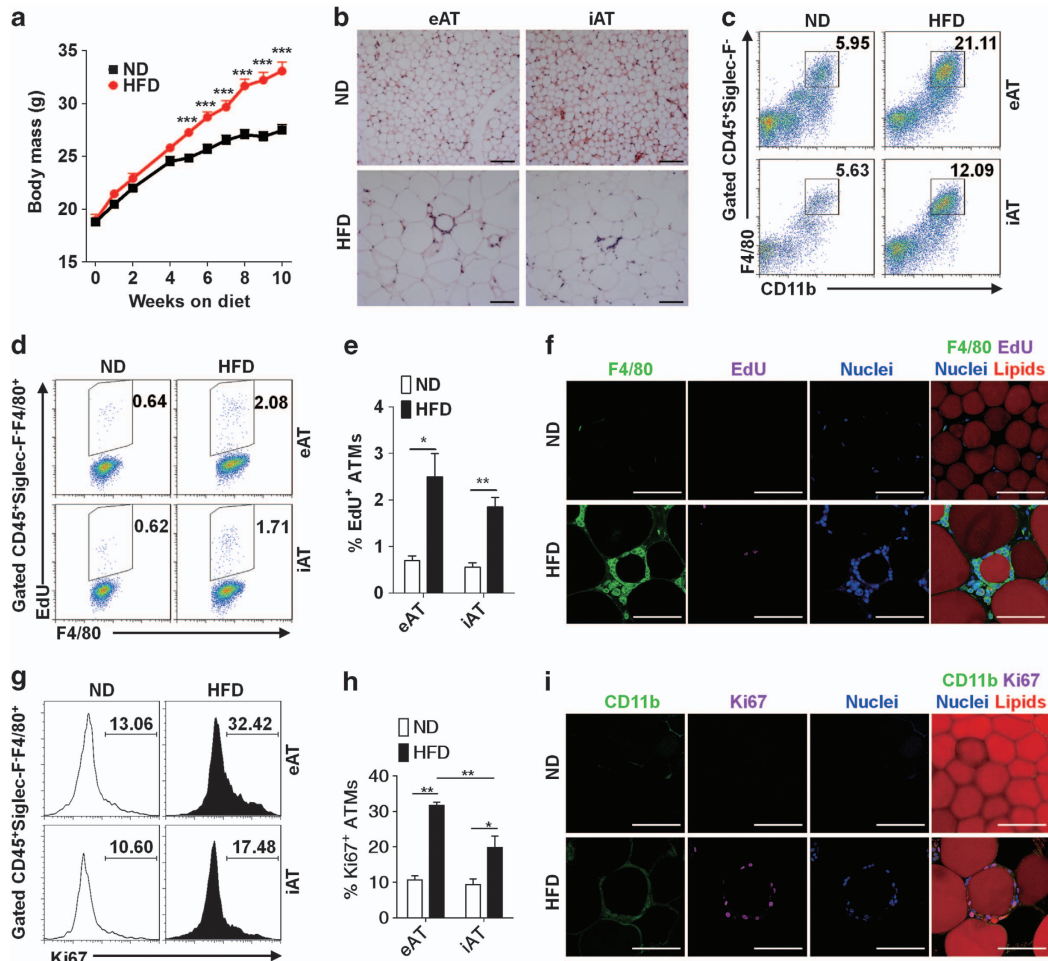 a
ND
HFD
Body mass (g)
35
31
27
23
19
15
***
***
***
***
***
***
0
2
4
6
8
10
Weeks on diet
b
eAT
iAT
ND
HFD
c
ND
HFD
Gated CD45⁺Siglec-F⁻
F4/80
5.95
21.11
eAT
5.63
12.09
iAT
CD11b
d
ND
HFD
Gated CD45⁺Siglec-F⁻F4/80⁺
EdU
0.64
2.08
eAT
0.62
1.71
iAT
F4/80
e
ND
HFD
% EdU⁺ ATMs
4
3
2
1
0
*
**
eAT
iAT
f
F4/80 EdU
F4/80
EdU
Nuclei
Nuclei Lipids
ND
HFD
g
ND
HFD
Gated CD45⁺Siglec-F⁻F4/80⁺
13.06
32.42
eAT
10.60
17.48
iAT
Ki67
h
ND
HFD
% Ki67⁺ ATMs
40
30
20
10
0
**
**
*
eAT
iAT
i
CD11b Ki67
CD11b
Ki67
Nuclei
Nuclei Lipids
ND
HFD